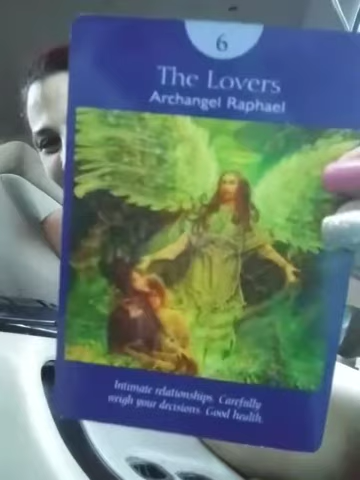 6
The Lovers
Archangel Raphael
Intimate relationships. Carefully
weigh your decisions. Good health.